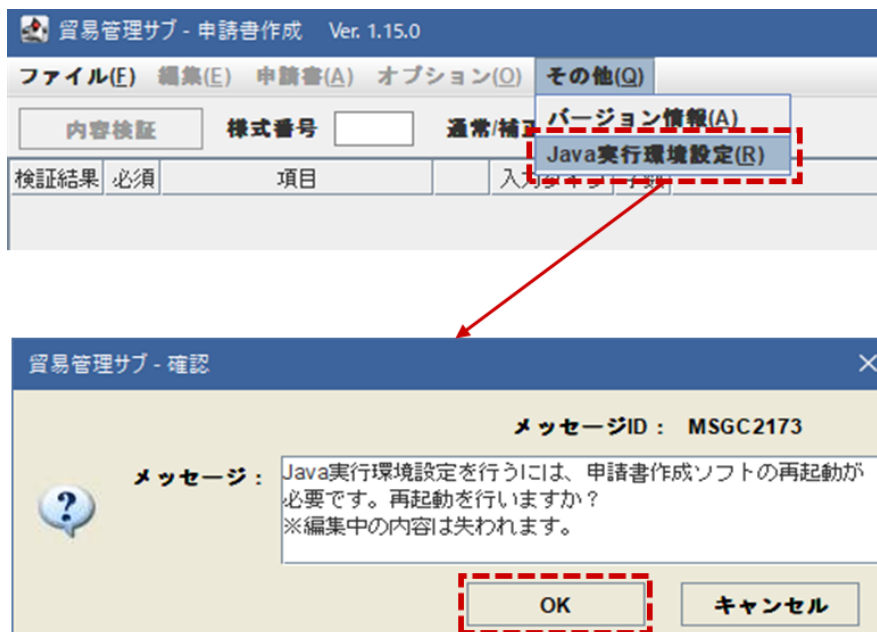 貿易管理サブ - 申請書作成 Ver. 1.15.0
ファイル(F) 編集(E) 申請書(A) オプション(O) その他(Q)
バージョン情報(A)
Java実行環境設定(R)
内容検証 様式番号 通常/補正
検証結果 必須 項目 入力タイプ 字数
貿易管理サブ - 確認
メッセージID : MSGC2173
メッセージ : Java実行環境設定を行うには、申請書作成ソフトの再起動が
必要です。再起動を行いますか？
※編集中の内容は失われます。
OK キャンセル